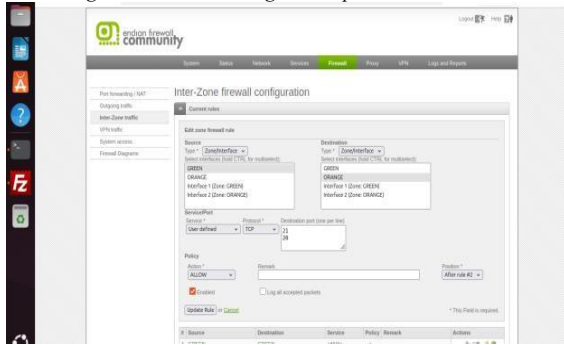 Logout Help
endian firewall
community
System Status Network Services Firewall Proxy VPN Logs and Reports
Port forwarding / NAT
Outgoing traffic
Inter-Zone traffic
VPN traffic
System access
Firewall Diagrams
Inter-Zone firewall configuration
Current rules
Edit zone firewall rule
Source Destination
Type * Zone/Interface Type * Zone/Interface
Select interfaces (hold CTRL for multiselect) Select interfaces (hold CTRL for multiselect)
GREEN GREEN
ORANGE ORANGE
Interface 1 (Zone: GREEN) Interface 1 (Zone: GREEN)
Interface 2 (Zone: ORANGE) Interface 2 (Zone: ORANGE)
Service/Port
Service * Protocol * Destination port (one per line)
User defined TCP 21
20
Policy
Action * Remark Position *
ALLOW After rule #2
Enabled Log all accepted packets
Update Rule or Cancel * This Field is required.
# Source Destination Service Policy Remark Actions